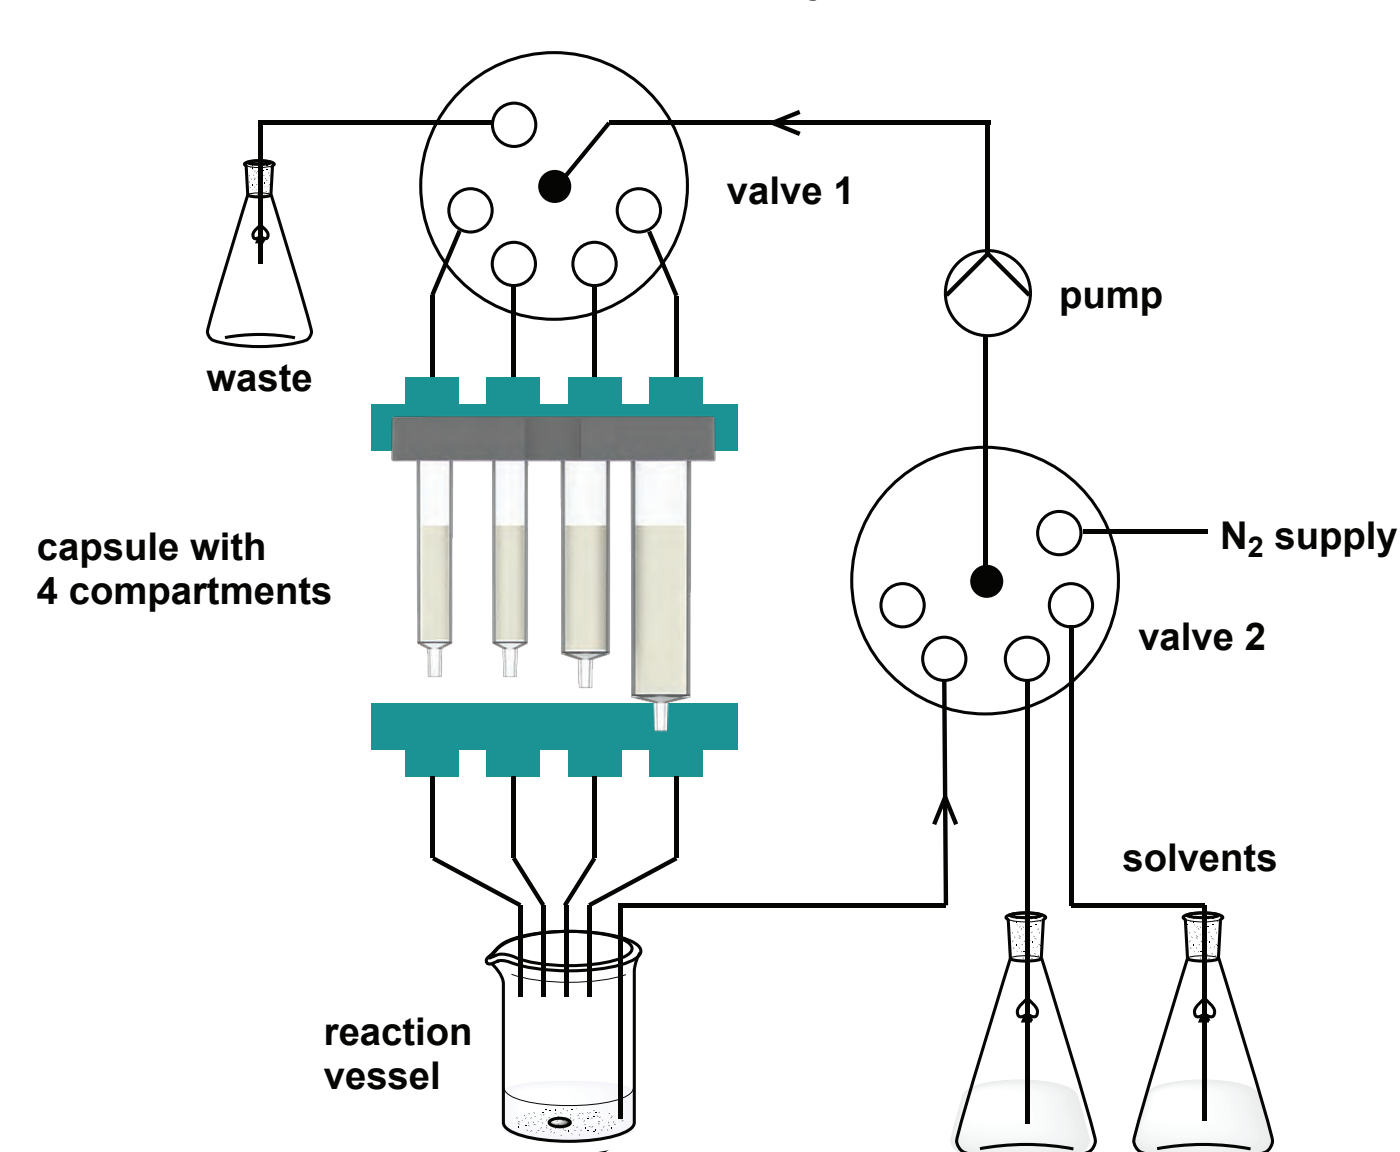 valve 1
pump
waste
capsule with
4 compartments
N₂ supply
valve 2
solvents
reaction
vessel